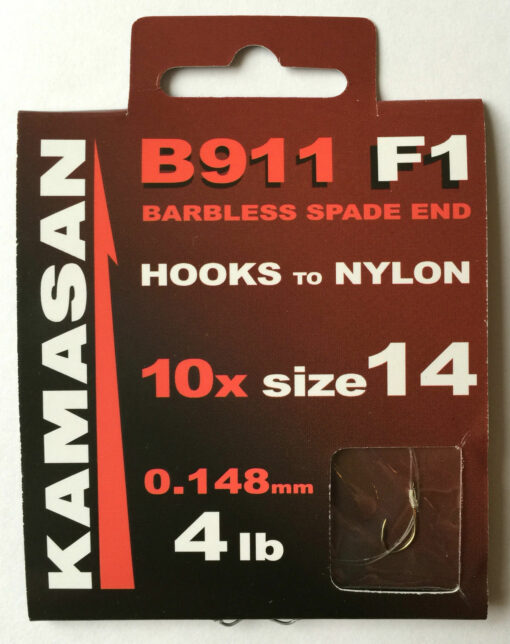 KAMASAN
B911 F1
BARBLESS SPADE END
HOOKS TO NYLON
10x size 14
0.148mm
4 lb